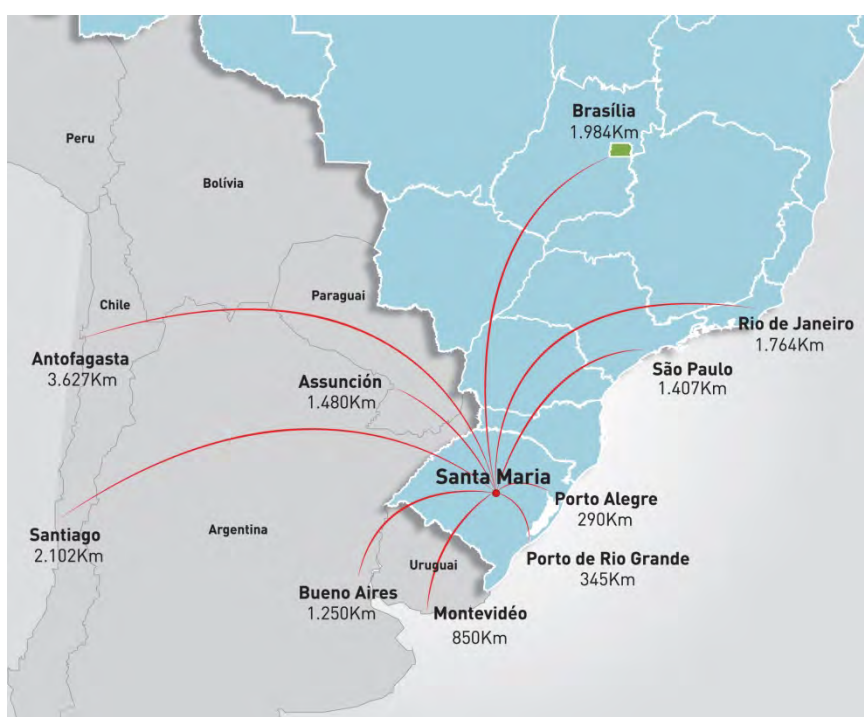 Brasília
1.984Km
Peru
Bolívia
Paraguai
Chile
Rio de Janeiro
1.764Km
Antofagasta
3.627Km
São Paulo
1.407Km
Assunción
1.480Km
Santa Maria
Porto Alegre
290Km
Santiago
2.102Km
Argentina
Porto de Rio Grande
345Km
Uruguai
Bueno Aires
1.250Km
Montevidéo
850Km